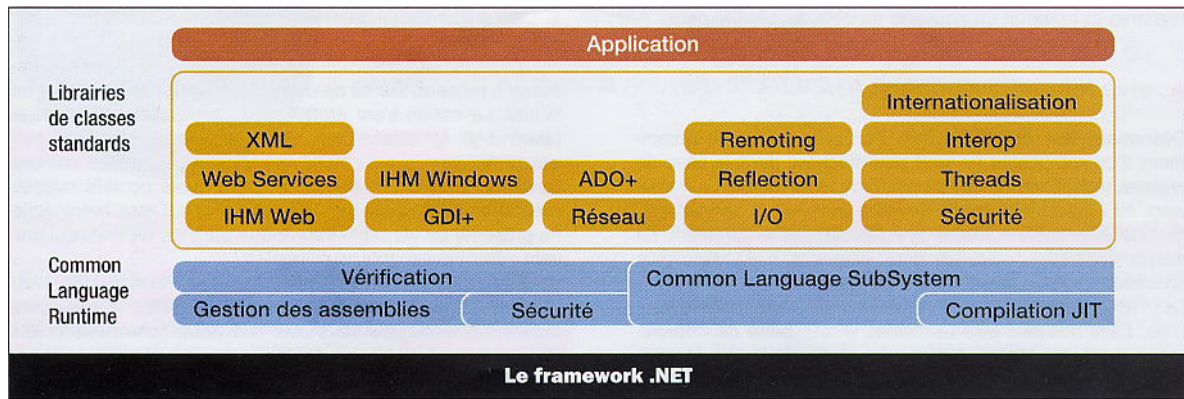 Application
Librairies
de classes
standards
Internationalisation
XML
Remoting
Interop
Web Services
IHM Windows
ADO+
Reflection
Threads
IHM Web
GDI+
Réseau
I/O
Sécurité
Common
Language
Runtime
Vérification
Common Language SubSystem
Gestion des assemblies
Sécurité
Compilation JIT
Le framework .NET